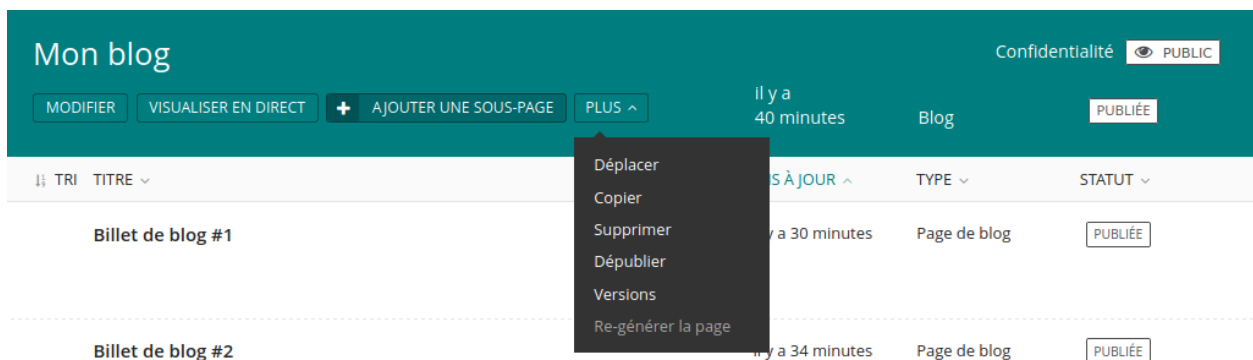 Mon blog
Confidentialité PUBLIC
MODIFIER VISUALISER EN DIRECT + AJOUTER UNE SOUS-PAGE PLUS
il y a
40 minutes
Blog
PUBLIÉE
Déplacer
Copier
Supprimer
Dépublier
Versions
Re-générer la page
TRI TITRE À JOUR TYPE STATUT
Billet de blog #1 a 30 minutes Page de blog PUBLIÉE
Billet de blog #2 il y a 34 minutes Page de blog PUBLIÉE